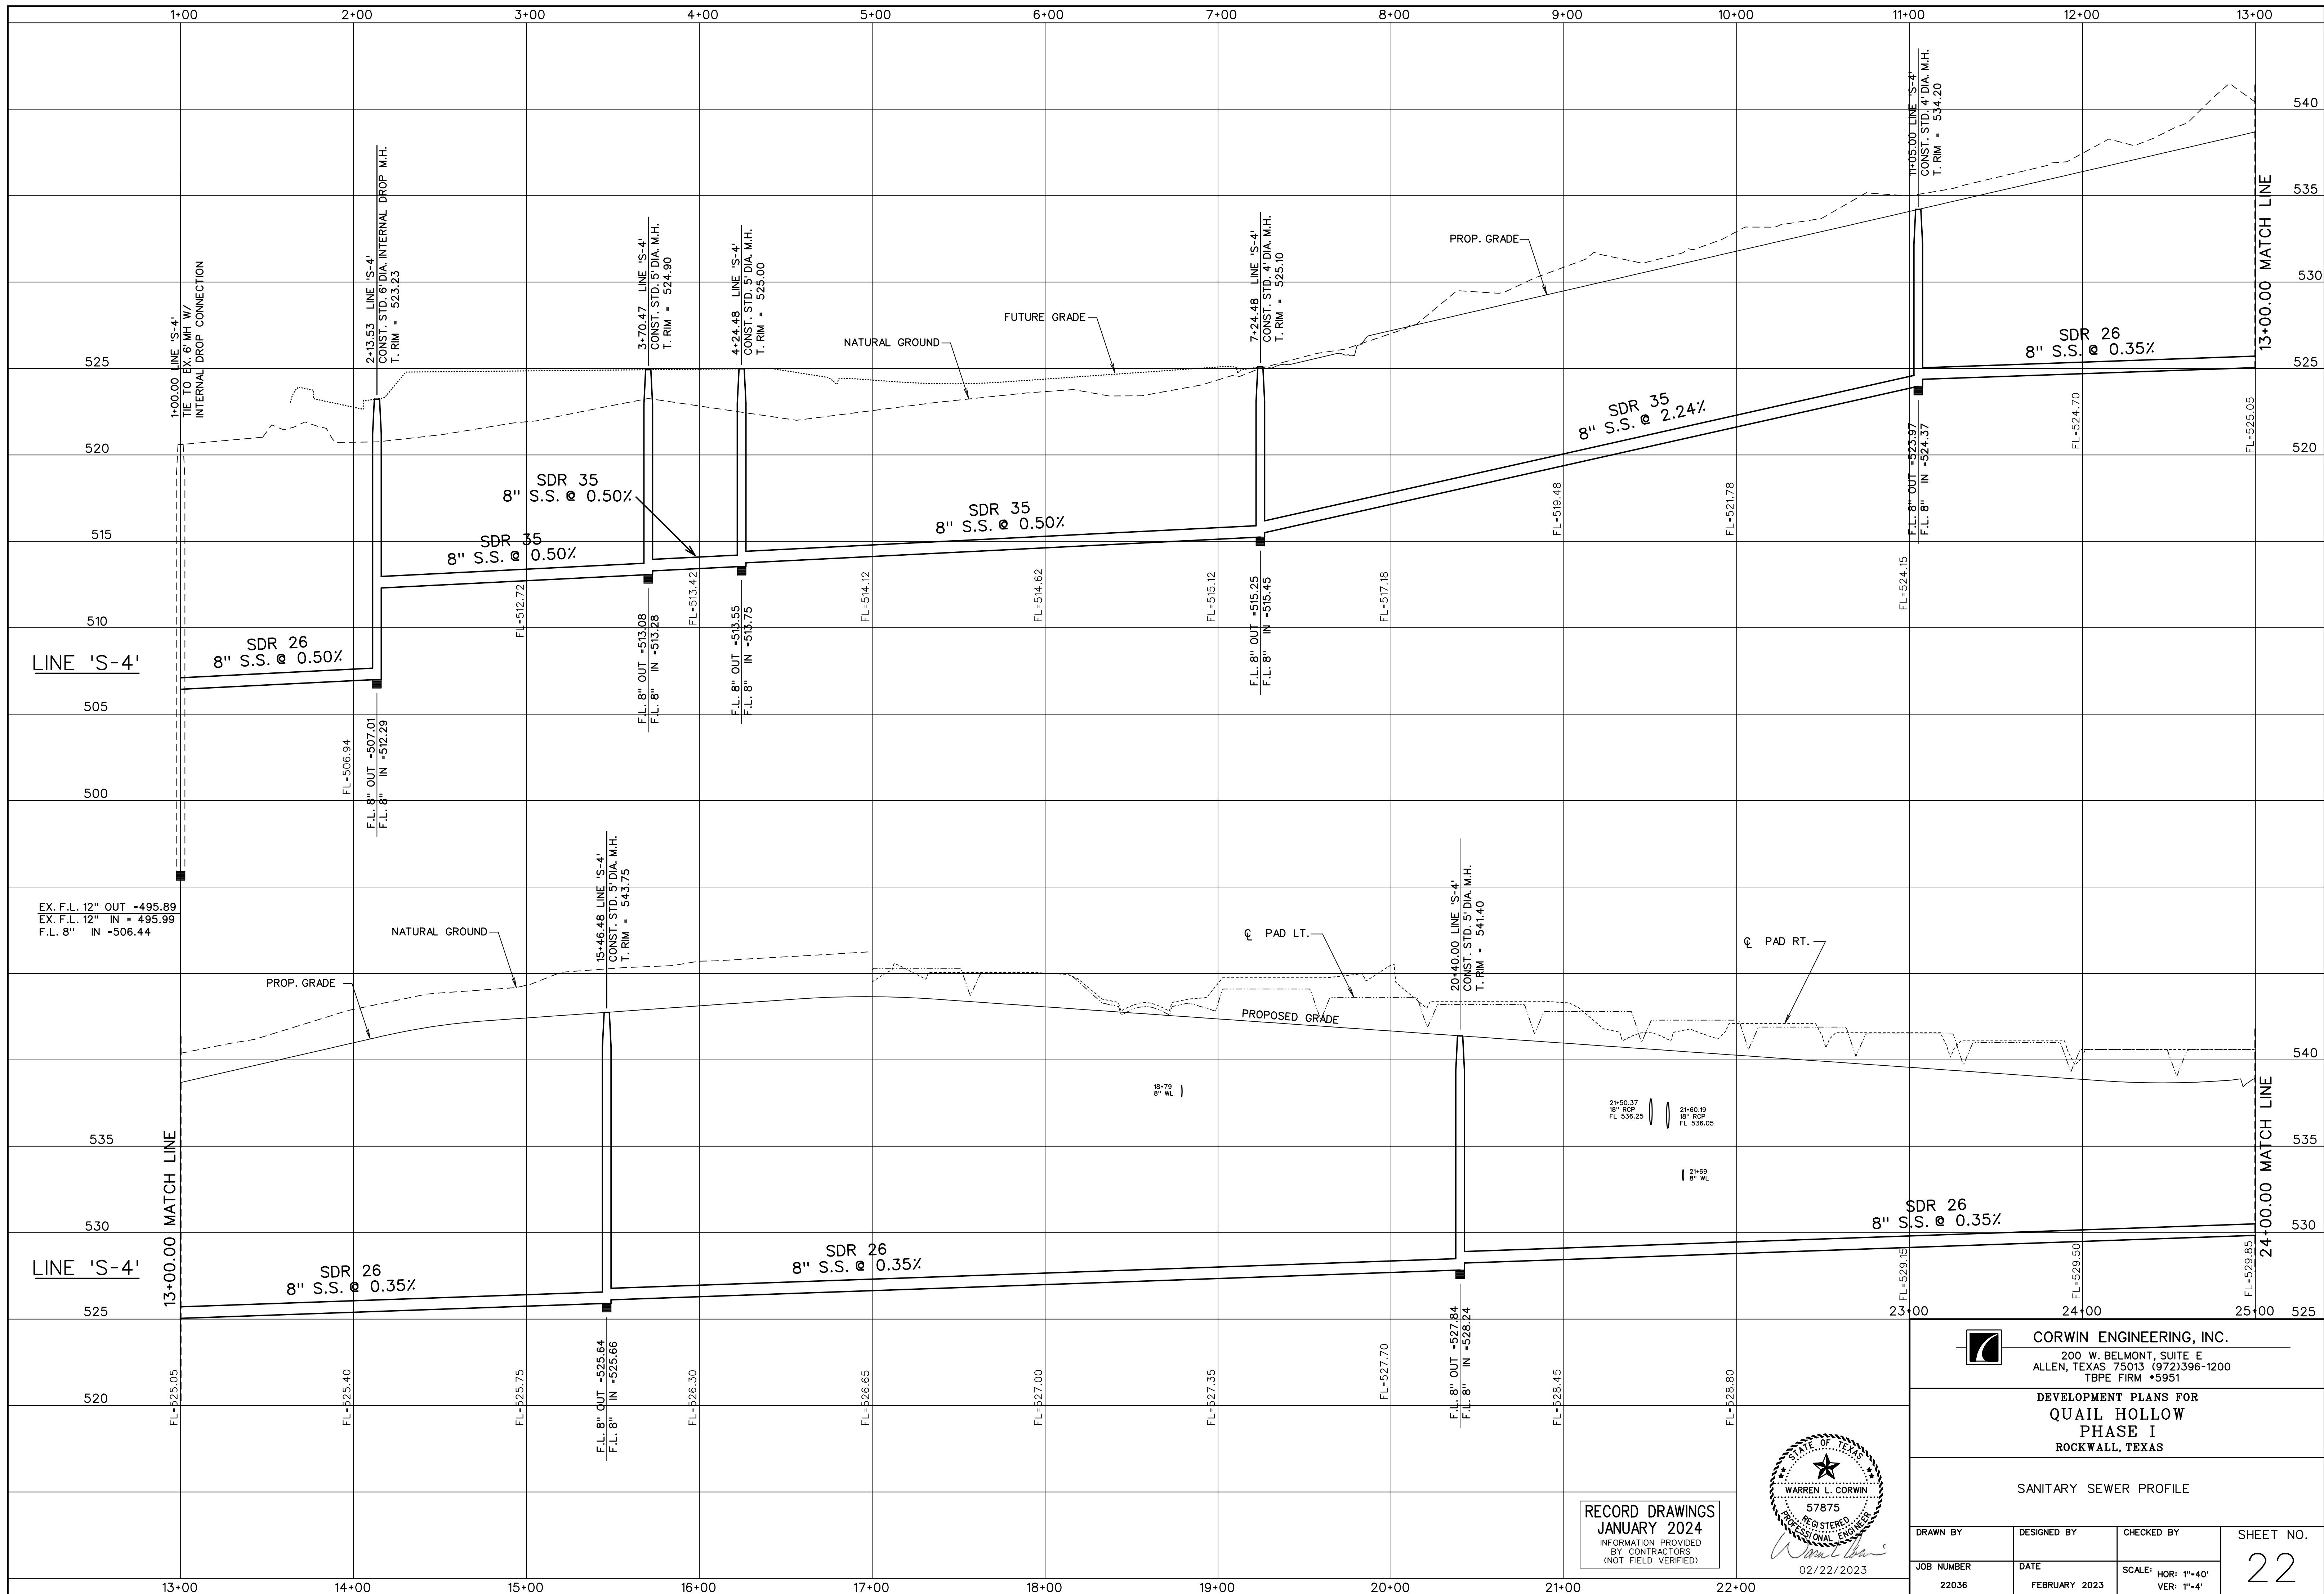 1+00 2+00 3+00 4+00 5+00 6+00 7+00 8+00 9+00 10+00 11+00 12+00 13+00
540
535
530
525
520
525
520
515
510
505
500
LINE 'S-4'
1+00.00 LINE 'S-4'
TIE TO EX. 6' MH W/
INTERNAL DROP CONNECTION
2+13.53 LINE 'S-4'
CONST. STD. 6' DIA. INTERNAL DROP M.H.
T. RIM = 523.23
3+70.47 LINE 'S-4'
CONST. STD. 5' DIA. M.H.
T. RIM = 524.90
4+24.48 LINE 'S-4'
CONST. STD. 5' DIA. M.H.
T. RIM = 525.00
7+24.48 LINE 'S-4'
CONST. STD. 4' DIA. M.H.
T. RIM = 525.10
11+05.00 LINE 'S-4'
CONST. STD. 4' DIA. M.H.
T. RIM = 534.20
13+00.00 MATCH LINE
PROP. GRADE
FUTURE GRADE
NATURAL GROUND
SDR 26
8" S.S. @ 0.50%
SDR 35
8" S.S. @ 0.50%
SDR 35
8" S.S. @ 0.50%
SDR 35
8" S.S. @ 0.50%
SDR 35
8" S.S. @ 2.24%
SDR 26
8" S.S. @ 0.35%
FL=506.94
F.L. 8" OUT =507.01
F.L. 8" IN =512.29
FL=512.72
F.L. 8" OUT =513.08
F.L. 8" IN =513.28
FL=513.42
F.L. 8" OUT =513.55
F.L. 8" IN =513.75
FL=514.12
FL=514.62
FL=515.12
F.L. 8" OUT =515.25
F.L. 8" IN =515.45
FL=517.18
FL=519.48
FL=521.78
FL=524.15
F.L. 8" OUT =523.97
F.L. 8" IN =524.37
FL=524.70
FL=525.05
EX. F.L. 12" OUT =495.89
EX. F.L. 12" IN = 495.99
F.L. 8" IN =506.44
NATURAL GROUND
PROP. GRADE
15+46.48 LINE 'S-4'
CONST. STD. 5' DIA. M.H.
T. RIM = 543.75
℄ PAD LT.
20+40.00 LINE 'S-4'
CONST. STD. 5' DIA. M.H.
T. RIM = 541.40
℄ PAD RT.
PROPOSED GRADE
18+79
8" WL
21+50.37
18" RCP
FL 536.25
21+60.19
18" RCP
FL 536.05
21+69
8" WL
540
535
530
525
535
530
525
520
LINE 'S-4'
13+00.00 MATCH LINE
24+00.00 MATCH LINE
SDR 26
8" S.S. @ 0.35%
SDR 26
8" S.S. @ 0.35%
SDR 26
8" S.S. @ 0.35%
FL=525.05
FL=525.40
FL=525.75
F.L. 8" OUT =525.64
F.L. 8" IN =525.66
FL=526.30
FL=526.65
FL=527.00
FL=527.35
FL=527.70
F.L. 8" OUT =527.84
F.L. 8" IN =528.24
FL=528.45
FL=528.80
FL=529.15
FL=529.50
FL=529.85
23+00 24+00 25+00
CORWIN ENGINEERING, INC.
200 W. BELMONT, SUITE E
ALLEN, TEXAS 75013 (972)396-1200
TBPE FIRM #5951
DEVELOPMENT PLANS FOR
QUAIL HOLLOW
PHASE I
ROCKWALL, TEXAS
SANITARY SEWER PROFILE
DRAWN BY
DESIGNED BY
CHECKED BY
SHEET NO.
22
JOB NUMBER
22036
DATE
FEBRUARY 2023
SCALE: HOR: 1"=40'
VER: 1"=4'
RECORD DRAWINGS
JANUARY 2024
INFORMATION PROVIDED
BY CONTRACTORS
(NOT FIELD VERIFIED)
STATE OF TEXAS
WARREN L. CORWIN
57875
REGISTERED
PROFESSIONAL ENGINEER
02/22/2023
13+00 14+00 15+00 16+00 17+00 18+00 19+00 20+00 21+00 22+00